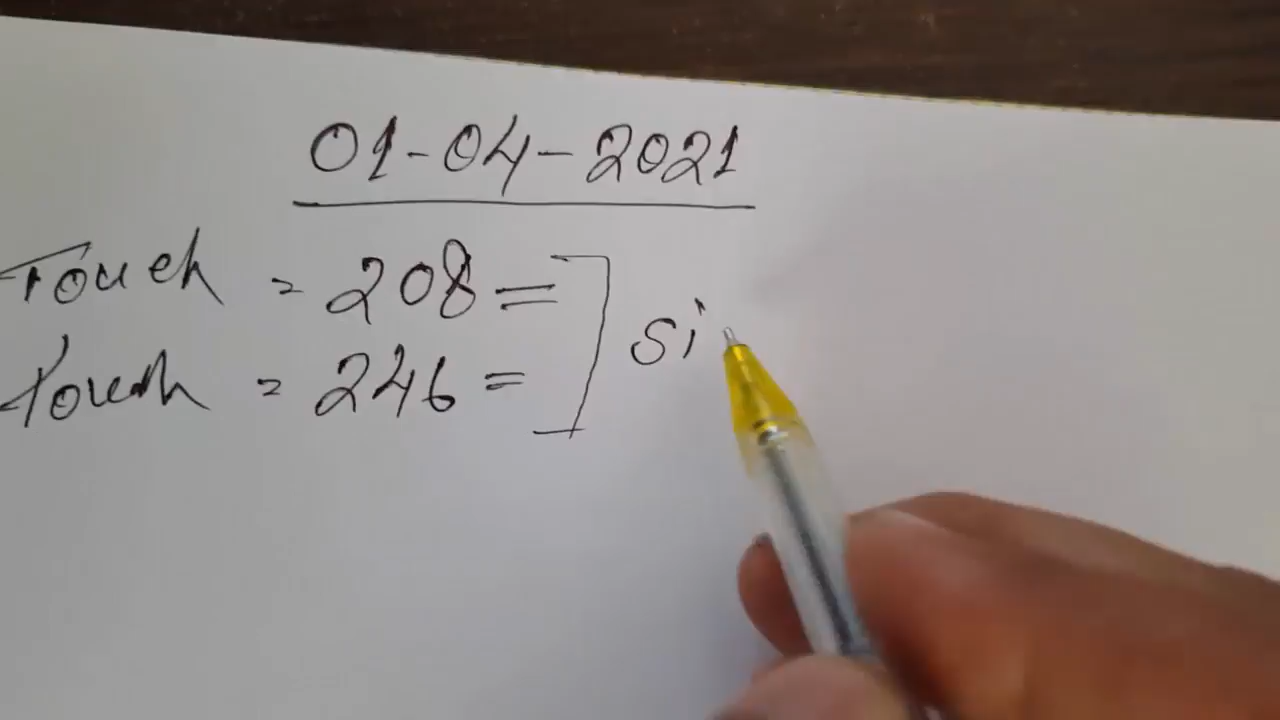 01-04-2021
Touch = 208 =
Touch = 246 =
si